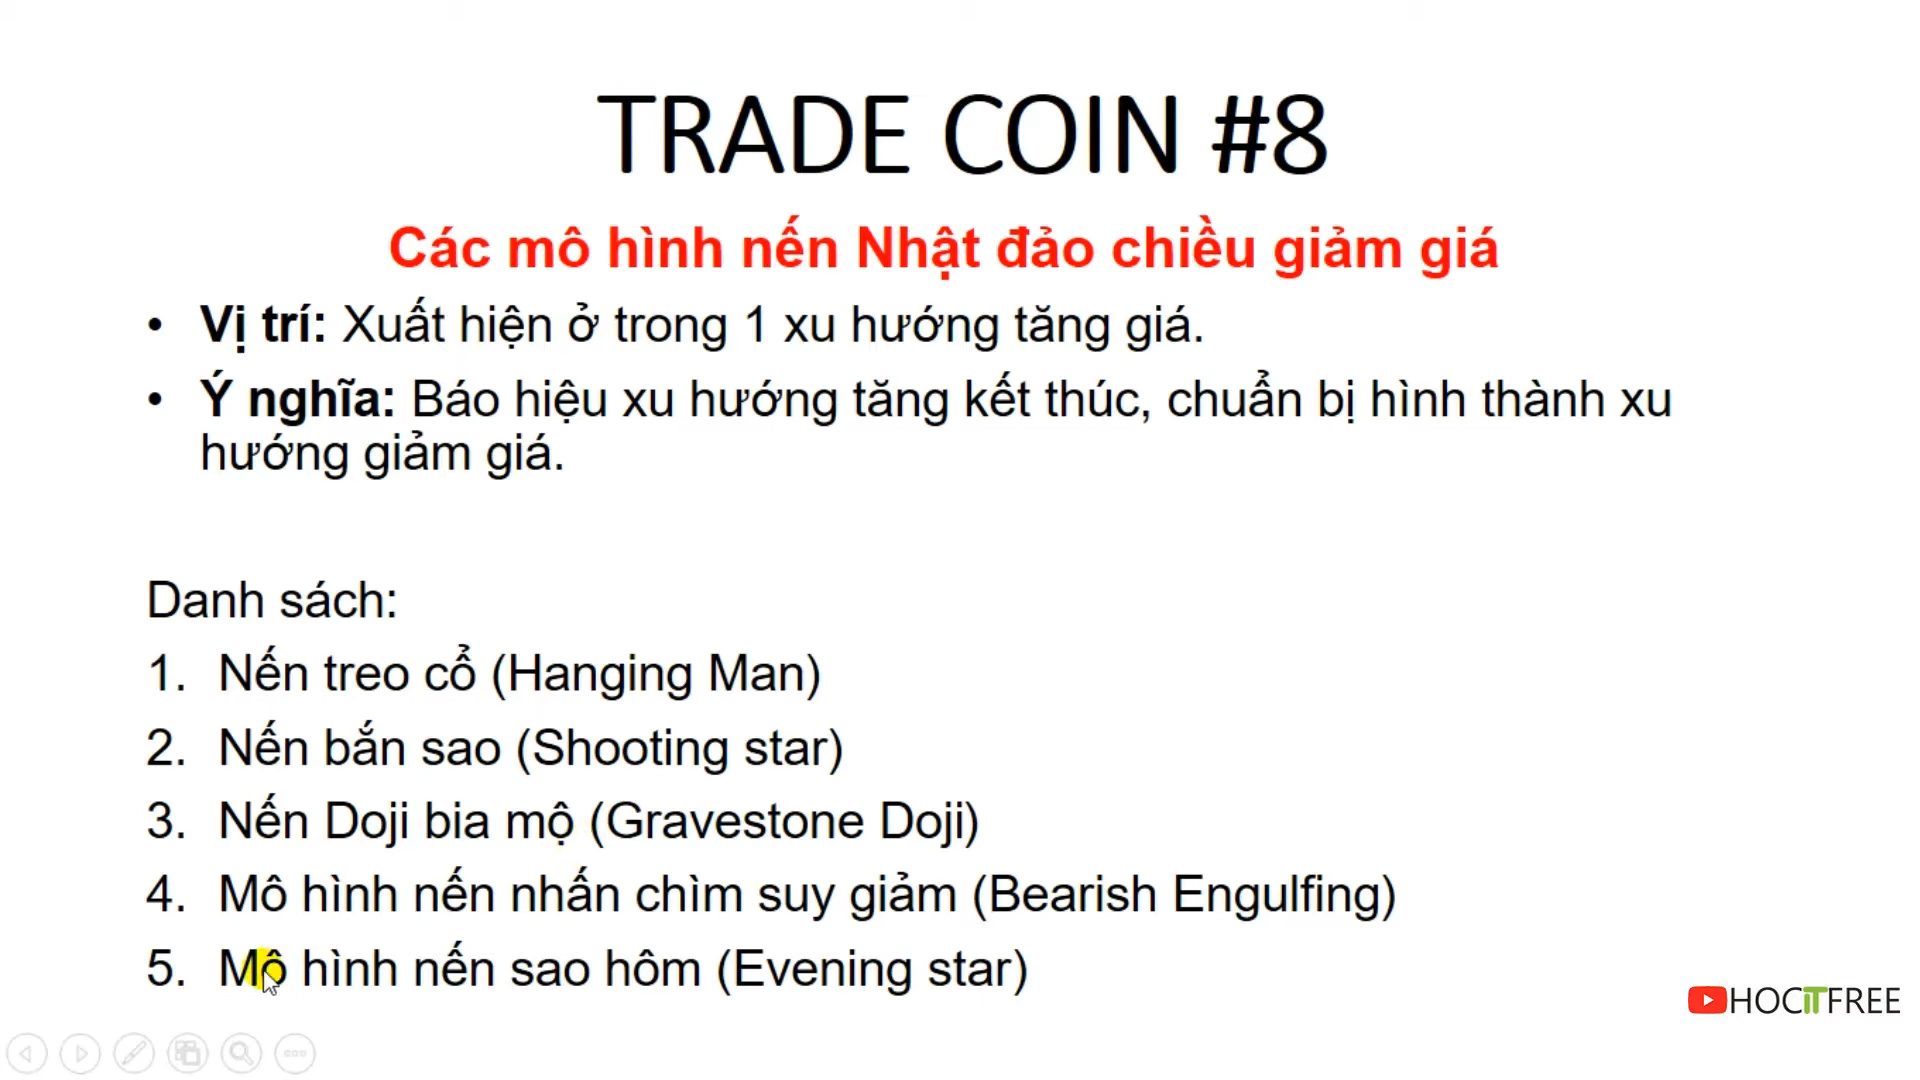 TRADE COIN #8
Các mô hình nến Nhật đảo chiều giảm giá
• Vị trí: Xuất hiện ở trong 1 xu hướng tăng giá.
• Ý nghĩa: Báo hiệu xu hướng tăng kết thúc, chuẩn bị hình thành xu
hướng giảm giá.
Danh sách:
1. Nến treo cổ (Hanging Man)
2. Nến bắn sao (Shooting star)
3. Nến Doji bia mộ (Gravestone Doji)
4. Mô hình nến nhấn chìm suy giảm (Bearish Engulfing)
5. Mô hình nến sao hôm (Evening star)
HOCITFREE